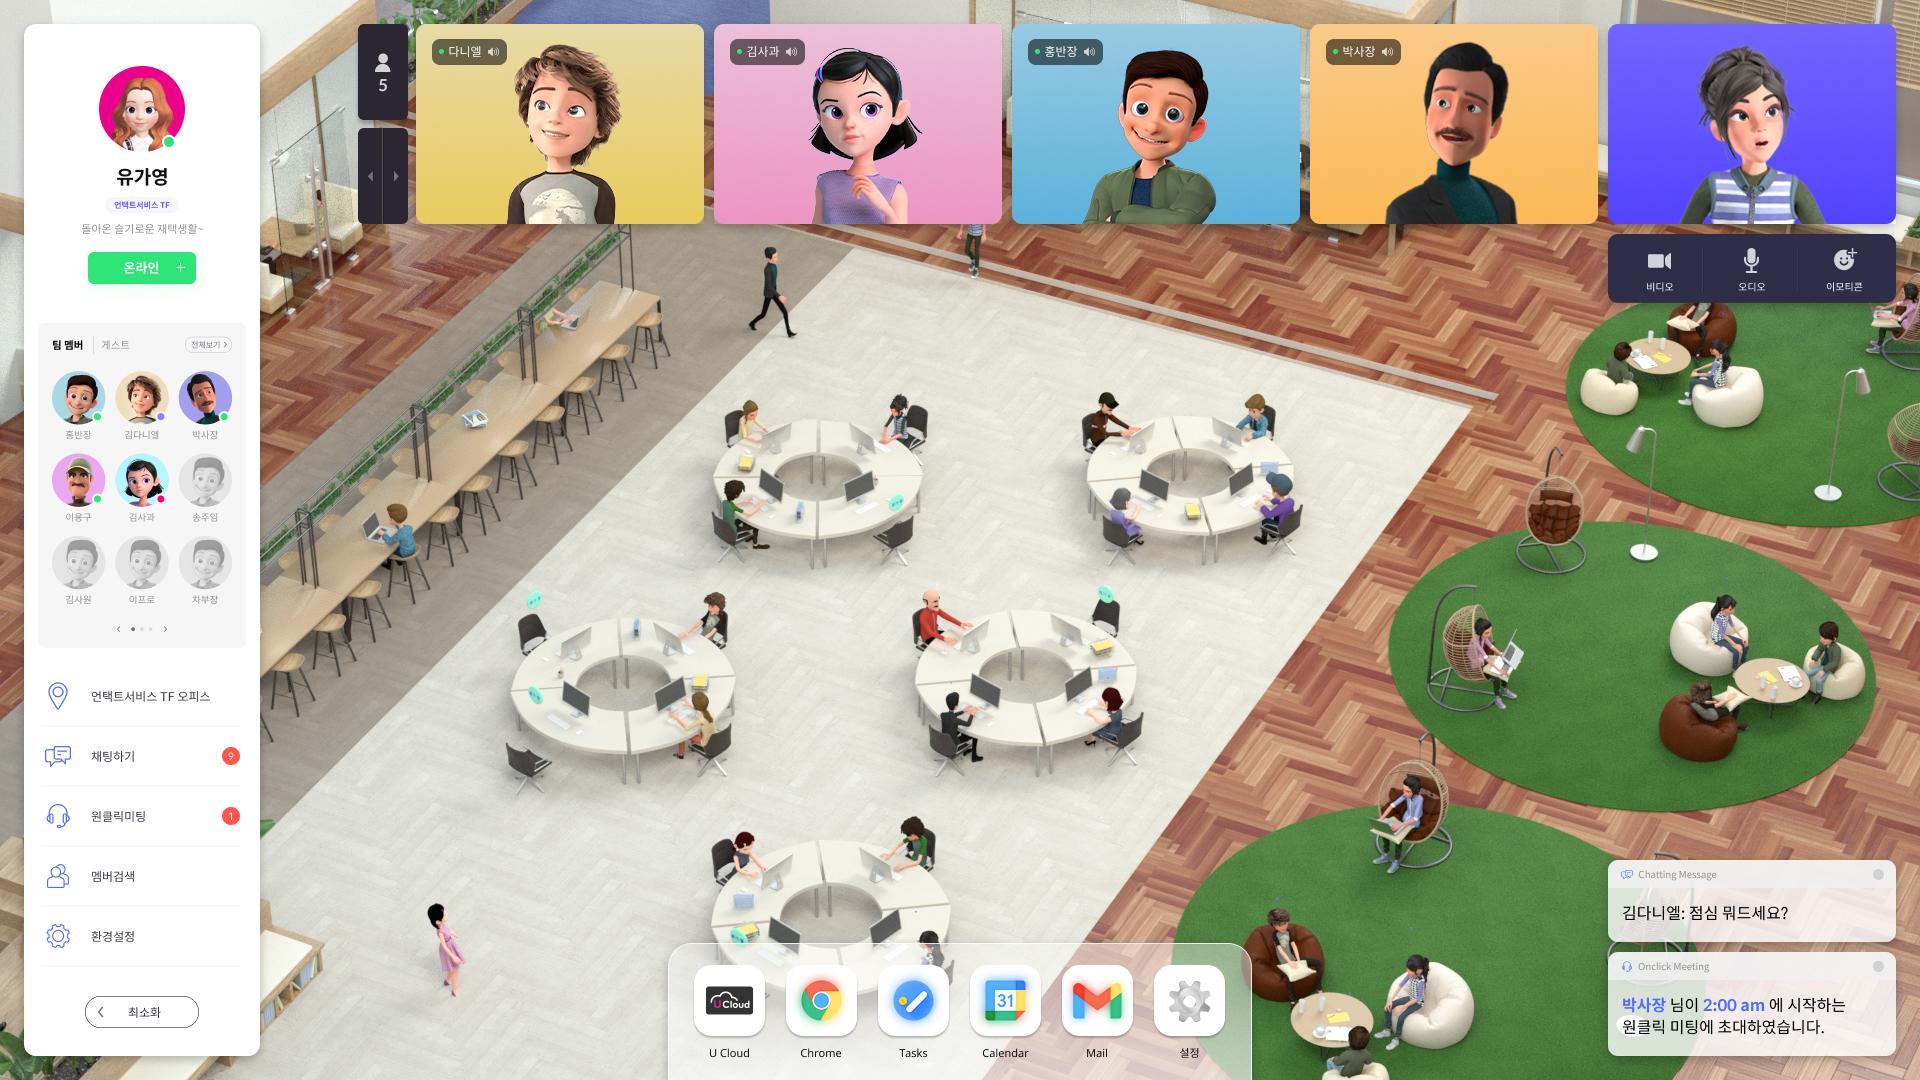 유가영
언택트서비스 TF
돌아온 슬기로운 재택생활~
온라인 +
팀 멤버
게스트
전체보기 >
홍반장
김다니엘
박사장
이용구
김사과
송주임
김사원
이프로
차부장
언택트서비스 TF 오피스
채팅하기
9
원클릭미팅
1
멤버검색
환경설정
최소화
5
다니엘
김사과
홍반장
박사장
비디오
오디오
이모티콘
Chatting Message
김다니엘: 점심 뭐드세요?
Onclick Meeting
박사장 님이 2:00 am 에 시작하는
원클릭 미팅에 초대하였습니다.
UCloud
31
U Cloud
Chrome
Tasks
Calendar
Mail
설정